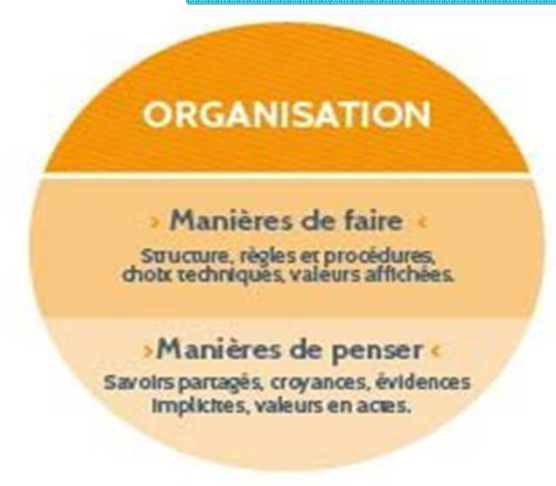 ORGANISATION
› Manières de faire ‹
Structure, règles et procédures,
choix techniques, valeurs affichées.
› Manières de penser ‹
Savoirs partagés, croyances, évidences
implicites, valeurs en actes.